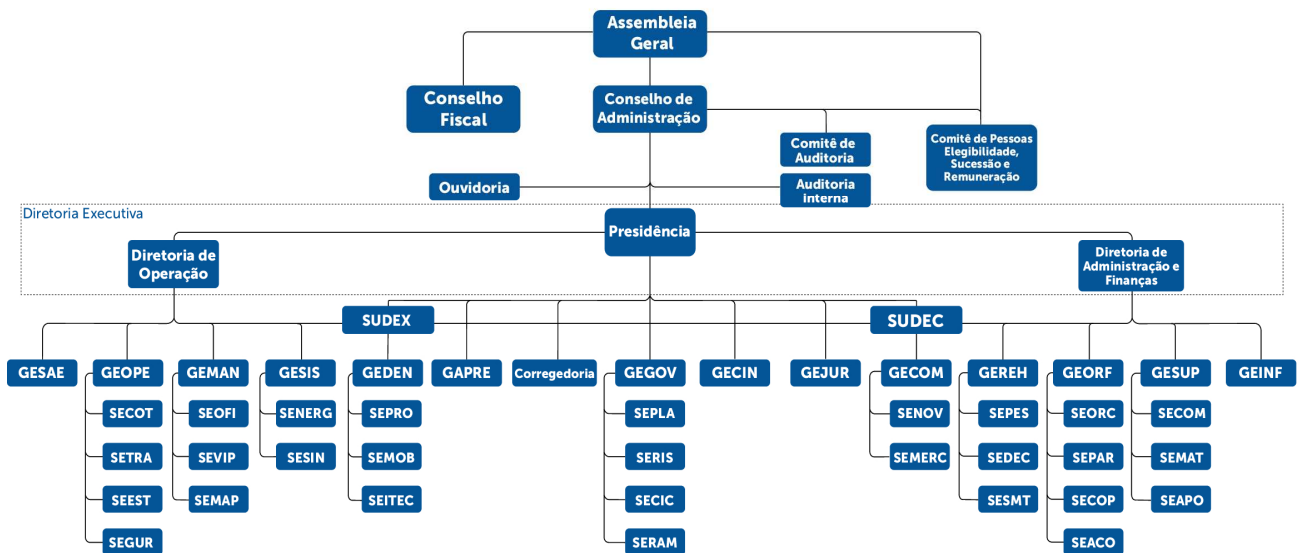 Assembleia
Geral
Conselho
Fiscal
Conselho de
Administração
Comitê de
Auditoria
Comitê de Pessoas
Elegibilidade,
Sucessão e
Remuneração
Ouvidoria
Auditoria
Interna
Diretoria Executiva
Presidência
Diretoria de
Operação
Diretoria de
Administração e
Finanças
SUDEX
SUDEC
GESAE
GEOPE
GEMAN
GESIS
GEDEN
GAPRE
Corregedoria
GEGOV
GECIN
GEJUR
GECOM
GEREH
GEORF
GESUP
GEINF
SECOT
SEOFI
SENERG
SEPRO
SEPLA
SENOV
SEPES
SEORC
SECOM
SETRA
SEVIP
SESIN
SEMOB
SERIS
SEMERC
SEDEC
SEPAR
SEMAT
SEEST
SEMAP
SEITEC
SECIC
SESMT
SECOP
SEAPO
SEGUR
SERAM
SEACO